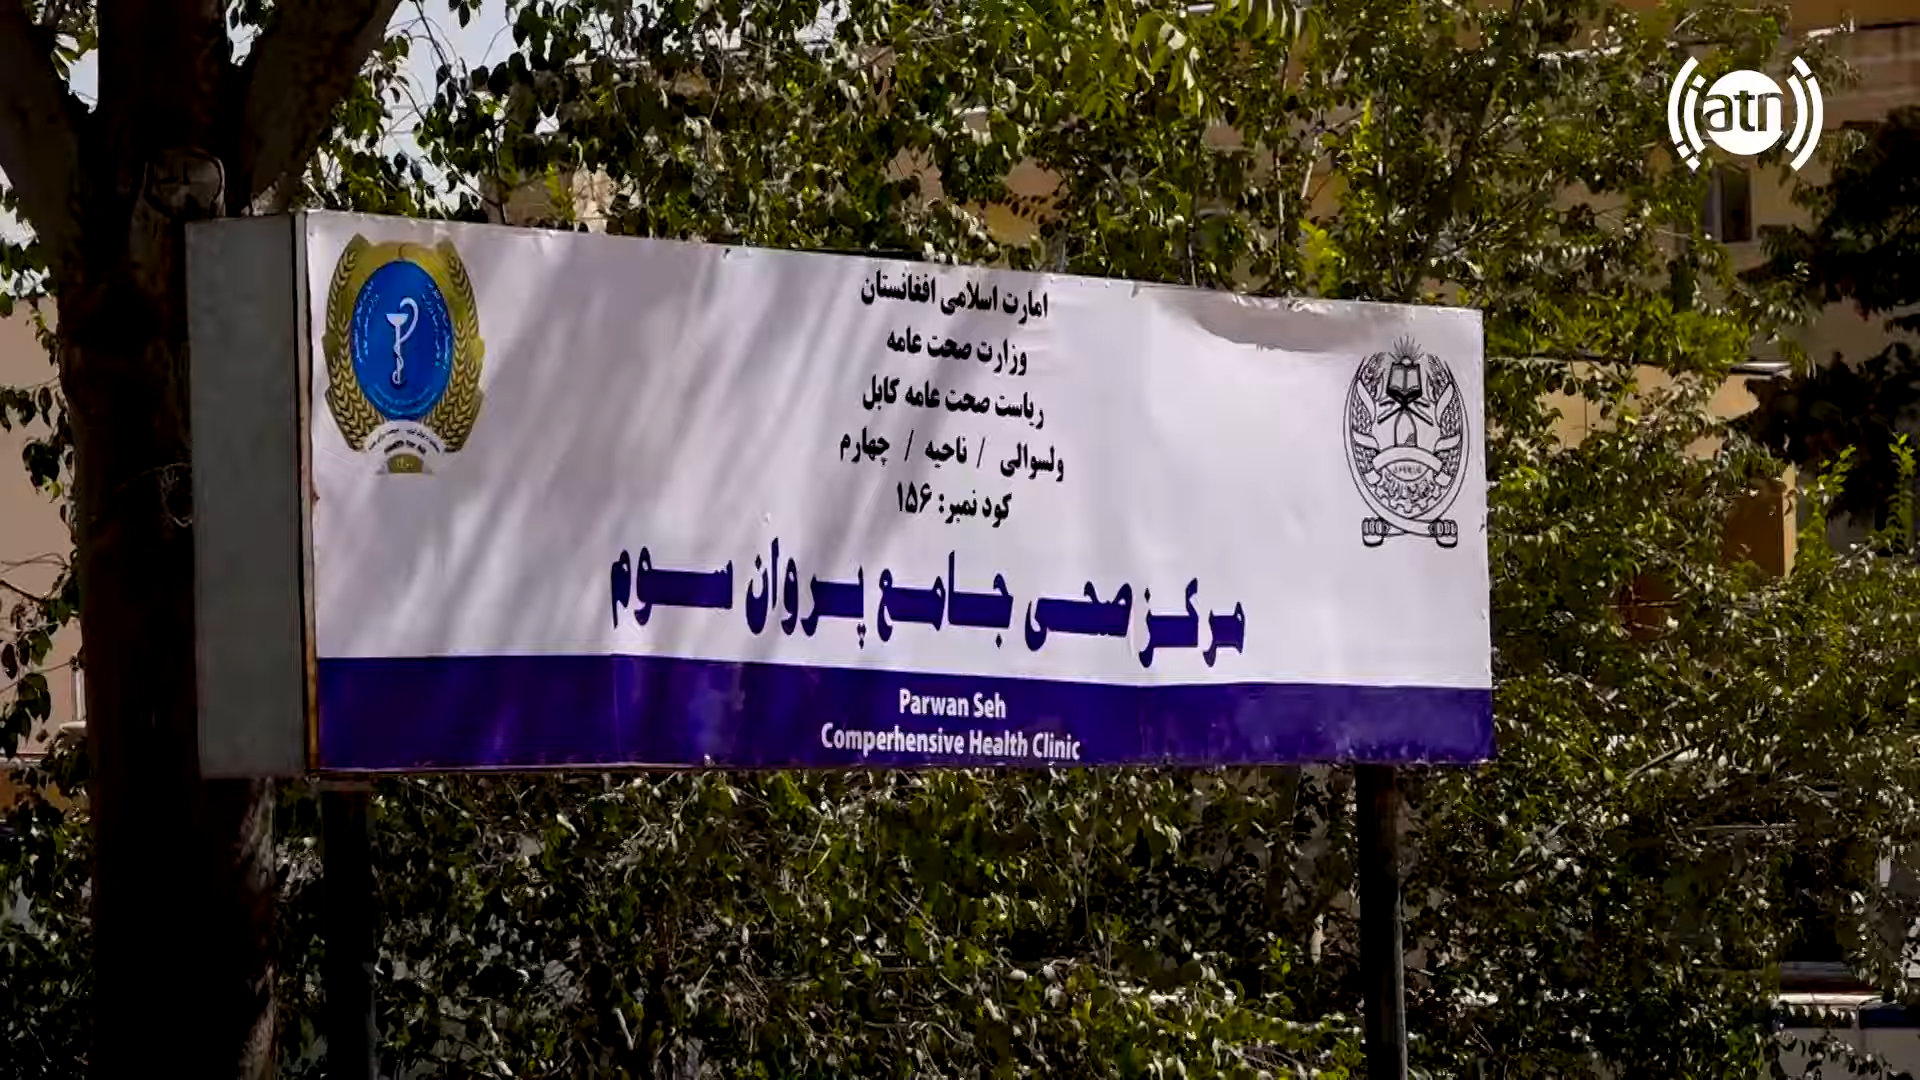 atn
امارت اسلامی افغانستان
وزارت صحت عامه
ریاست صحت عامه کابل
ولسوالی / ناحیه / چهارم
کود نمبر: ۱۵۶
مرکز صحی جامع پروان سوم
Parwan Seh
Comperhensive Health Clinic